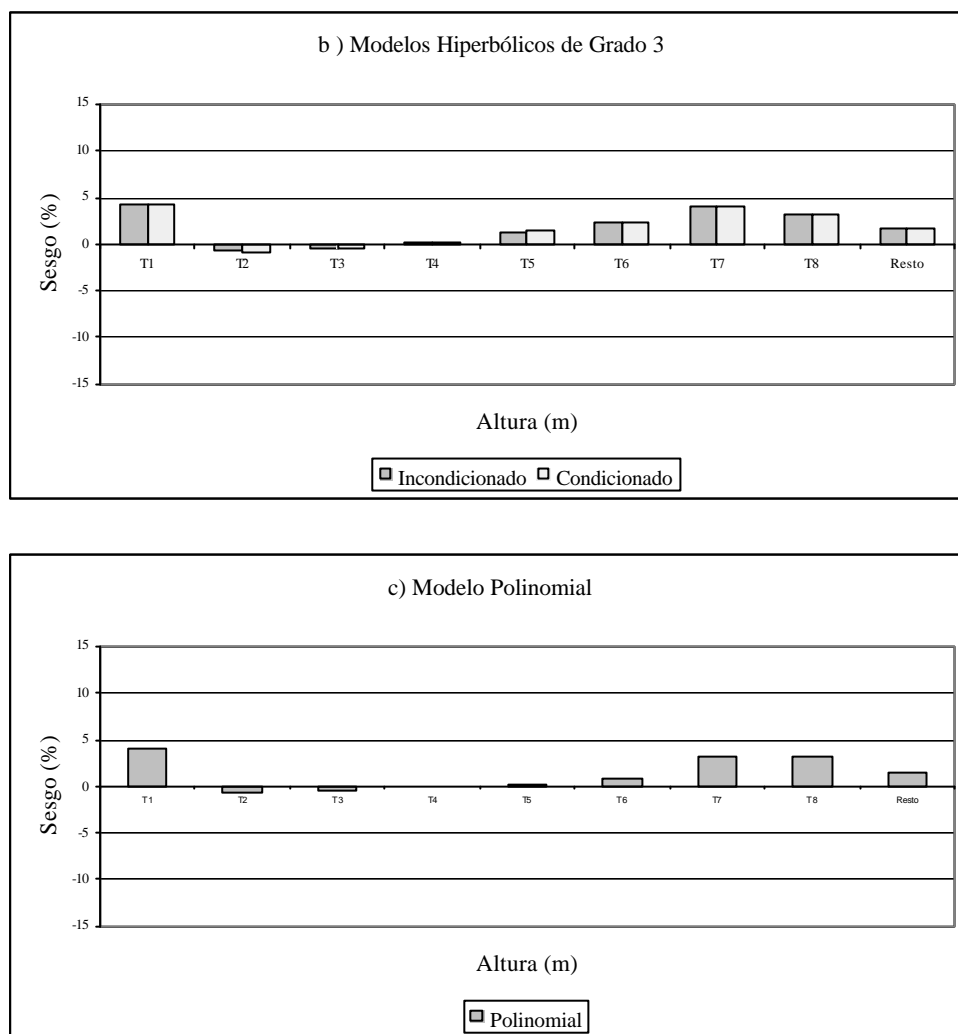 b ) Modelos Hiperbólicos de Grado 3
15
10
5
0
-5
-10
-15
Sesgo (%)
T1 T2 T3 T4 T5 T6 T7 T8 Resto
Altura (m)
Incondicionado Condicionado
c) Modelo Polinomial
15
10
5
0
-5
-10
-15
Sesgo (%)
T1 T2 T3 T4 T5 T6 T7 T8 Resto
Altura (m)
Polinomial